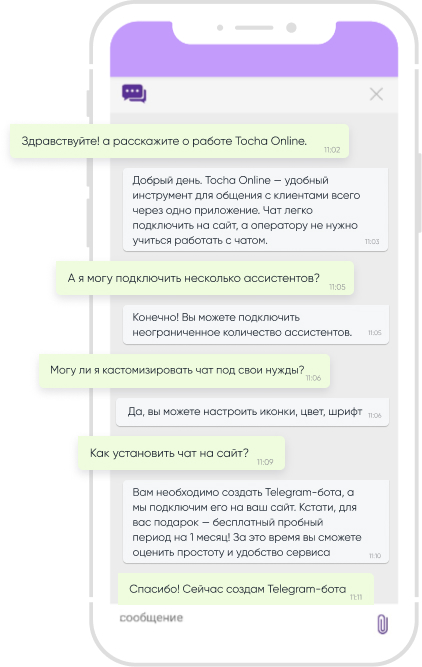 Здравствуйте! а расскажите о работе Tocha Online.
11:02
Добрый день. Tocha Online — удобный
инструмент для общения с клиентами всего
через одно приложение. Чат легко
подключить на сайт, а оператору не нужно
учиться работать с чатом.
11:03
А я могу подключить несколько ассистентов?
11:05
Конечно! Вы можете подключить
неограниченное количество ассистентов.
11:05
Могу ли я кастомизировать чат под свои нужды?
11:06
Да, вы можете настроить иконки, цвет, шрифт
11:06
Как установить чат на сайт?
11:09
Вам необходимо создать Telegram-бота, а
мы подключим его на ваш сайт. Кстати, для
вас подарок — бесплатный пробный
период на 1 месяц! За это время вы сможете
оценить простоту и удобство сервиса
11:10
Спасибо! Сейчас создам Telegram-бота
11:11
сообщение